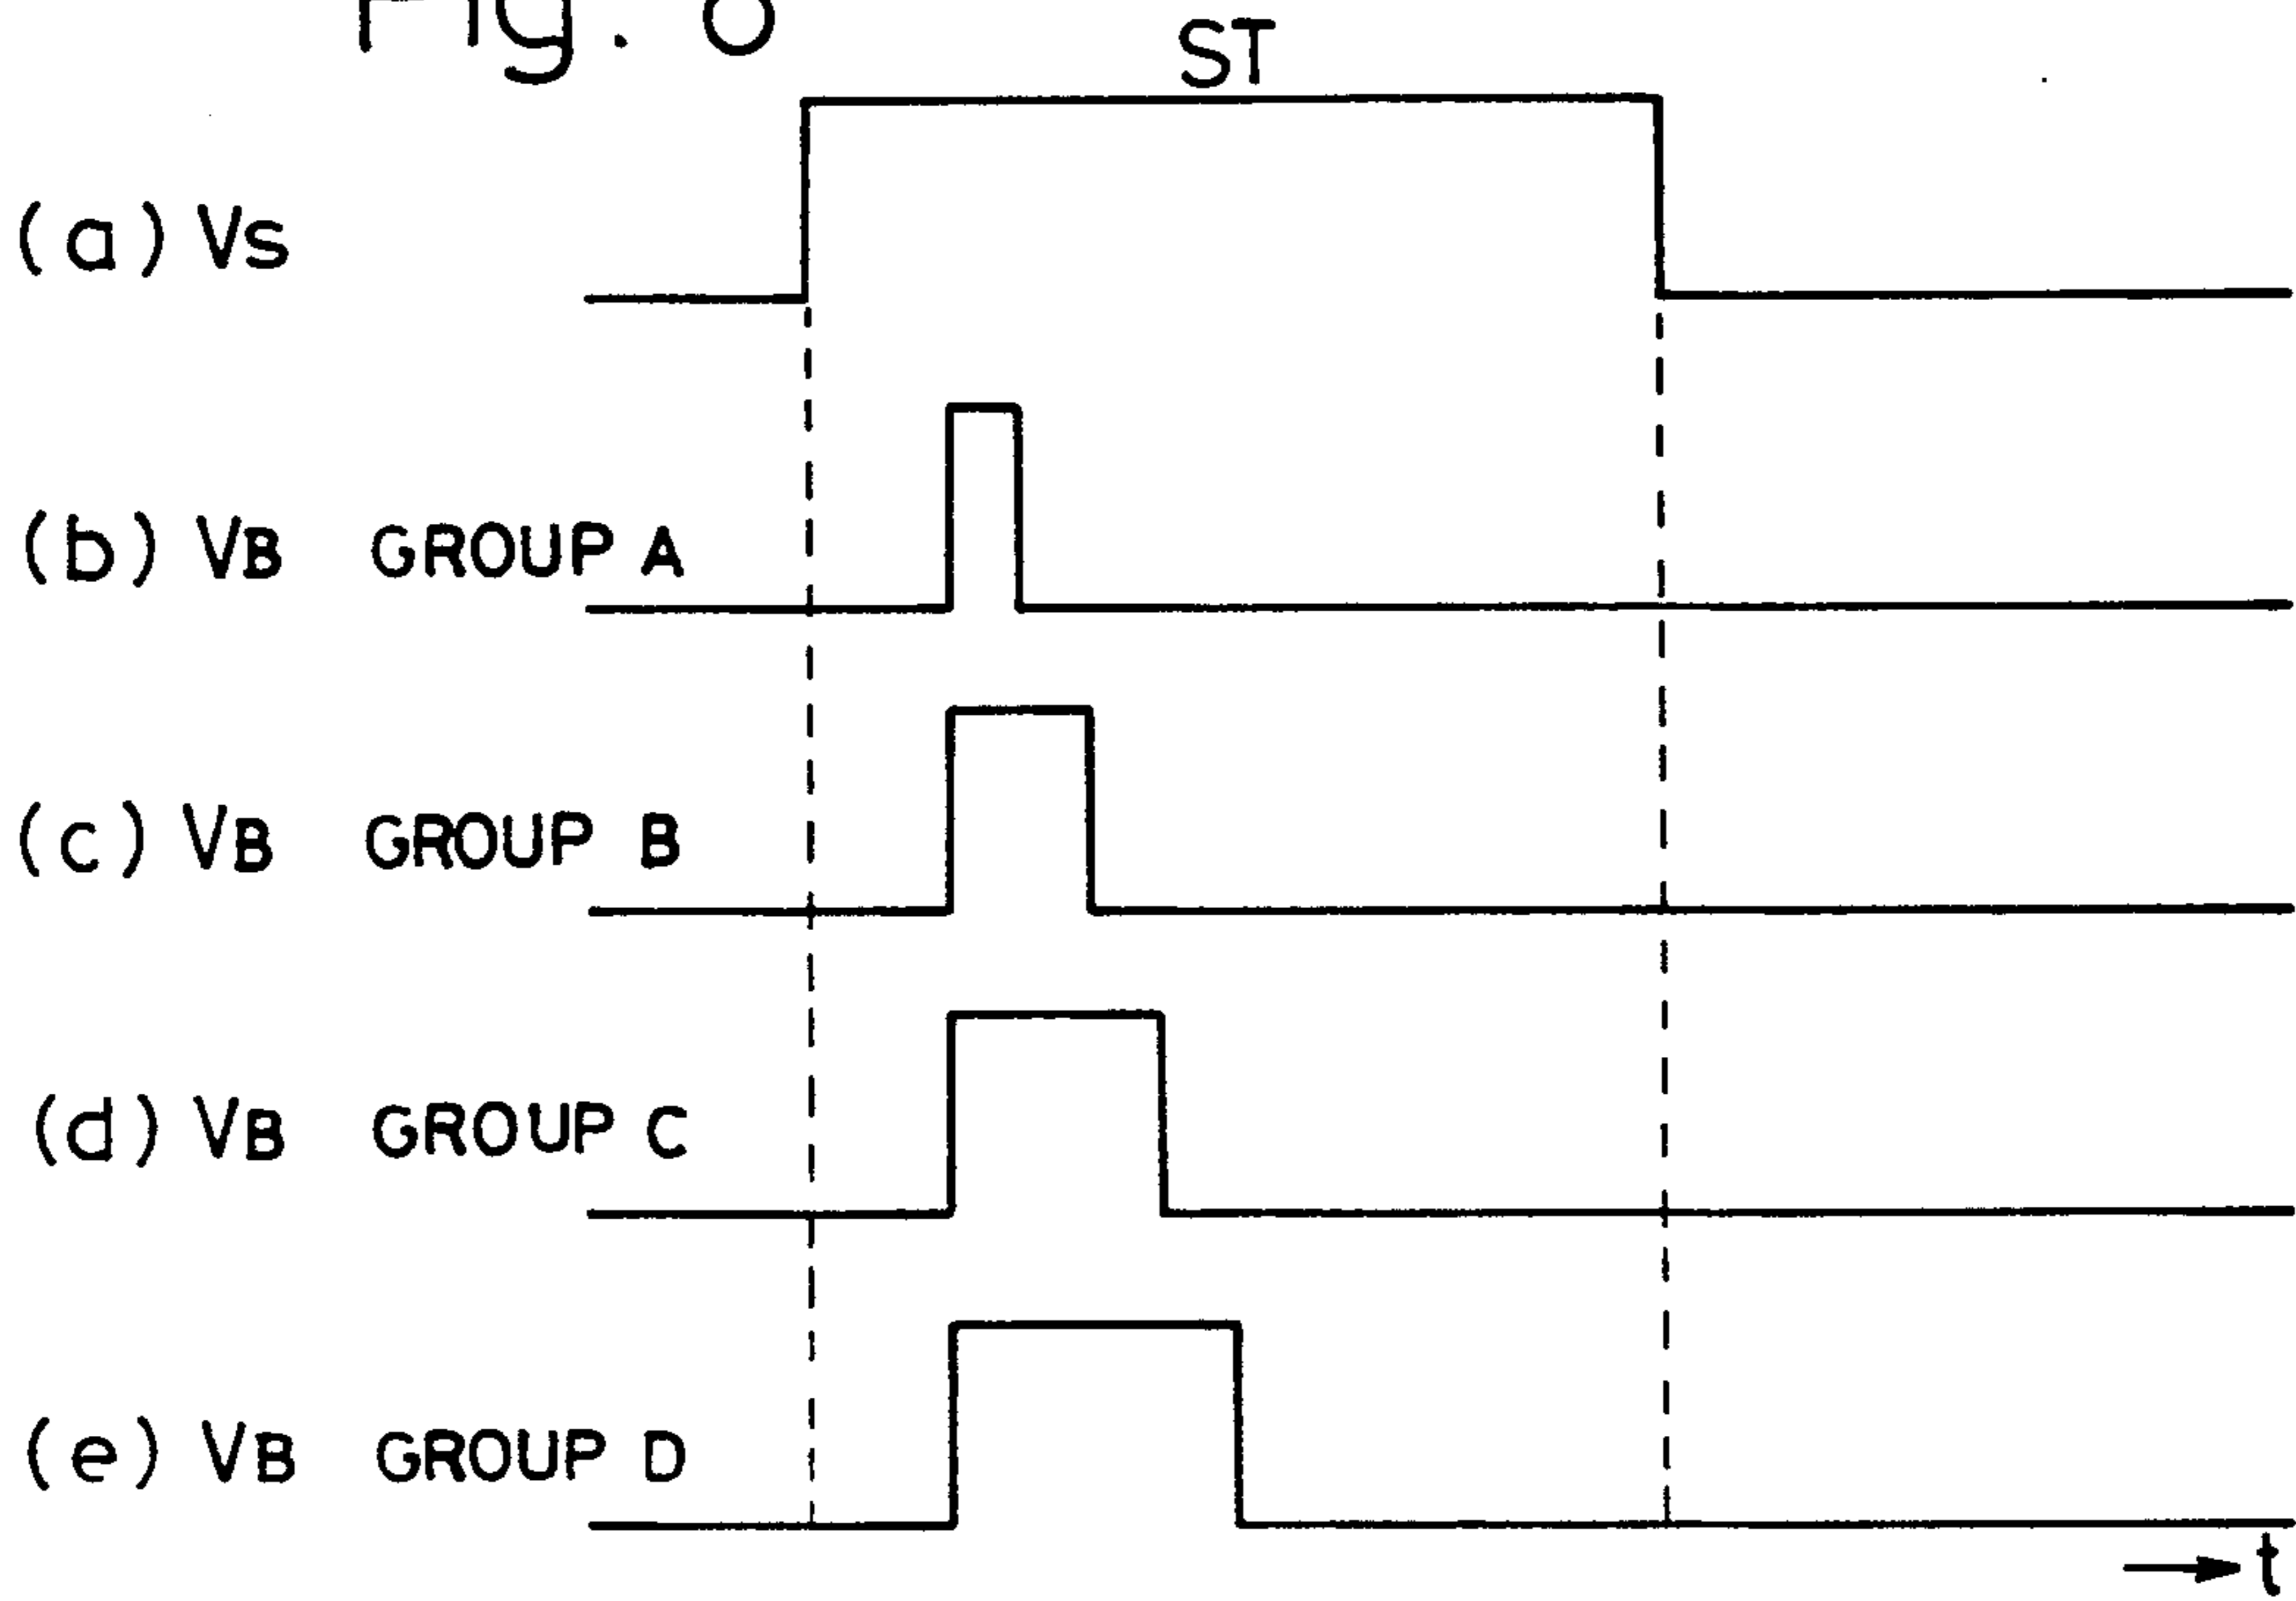 ST
(a) Vs
(b) VB GROUP A
(c) VB GROUP B
(d) VB GROUP C
(e) VB GROUP D
t